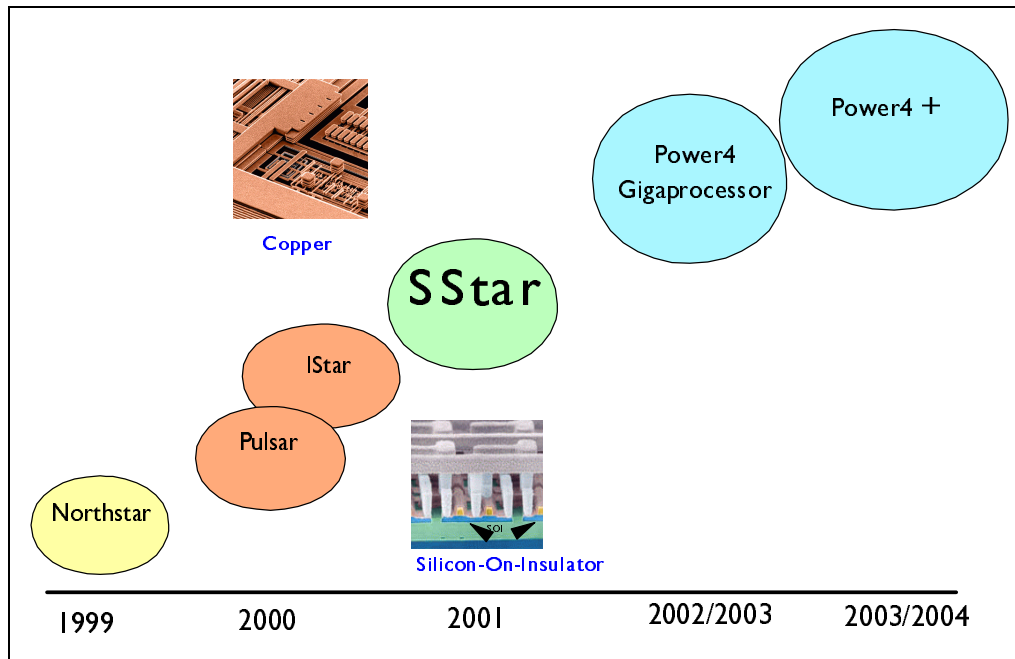 Power4 +
Power4
Gigaprocessor
Copper
SStar
IStar
Pulsar
Northstar
SOI
Silicon-On-Insulator
1999
2000
2001
2002/2003
2003/2004